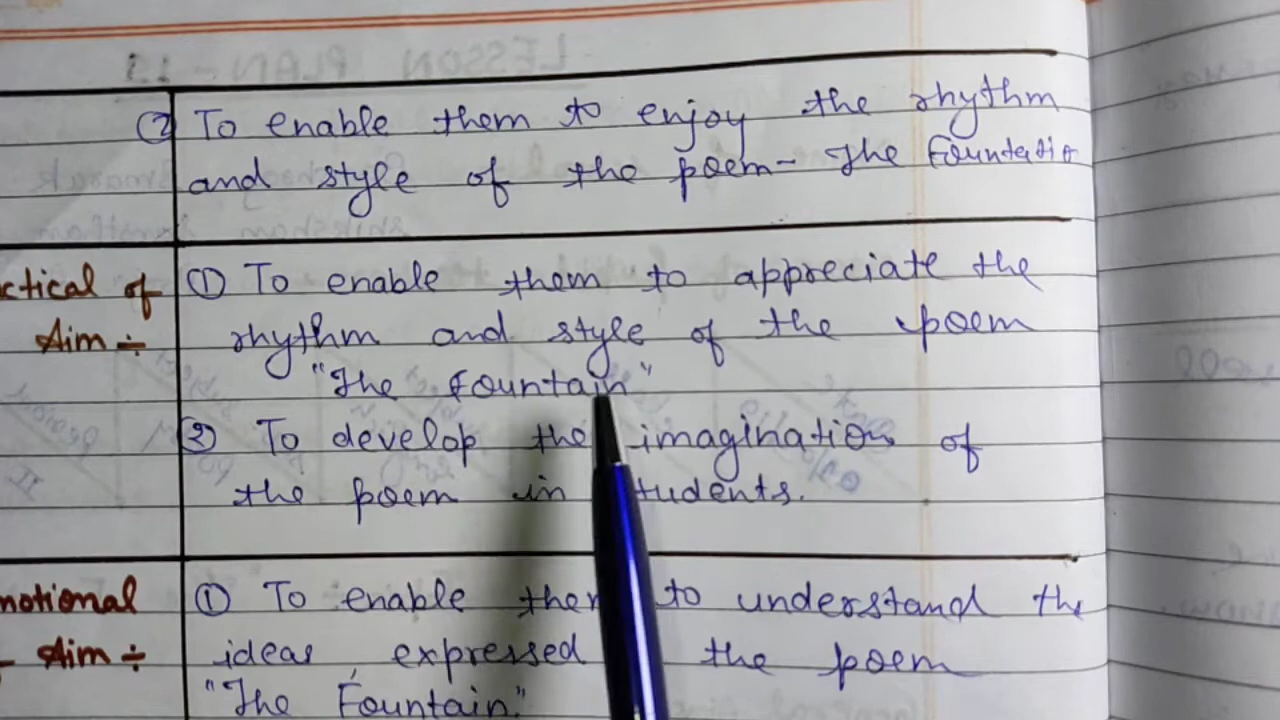 (2) To enable them to enjoy the rhythm
and style of the poem- The Fountain
ctical of
Aim ÷
① To enable them to appreciate the
rhythm and style of the poem
"The Fountain"
② To develop the imagination of
the poem in tudents.
motional
- Aim ÷
① To enable them to understand the
ideas expressed the poem
"The Fountain."